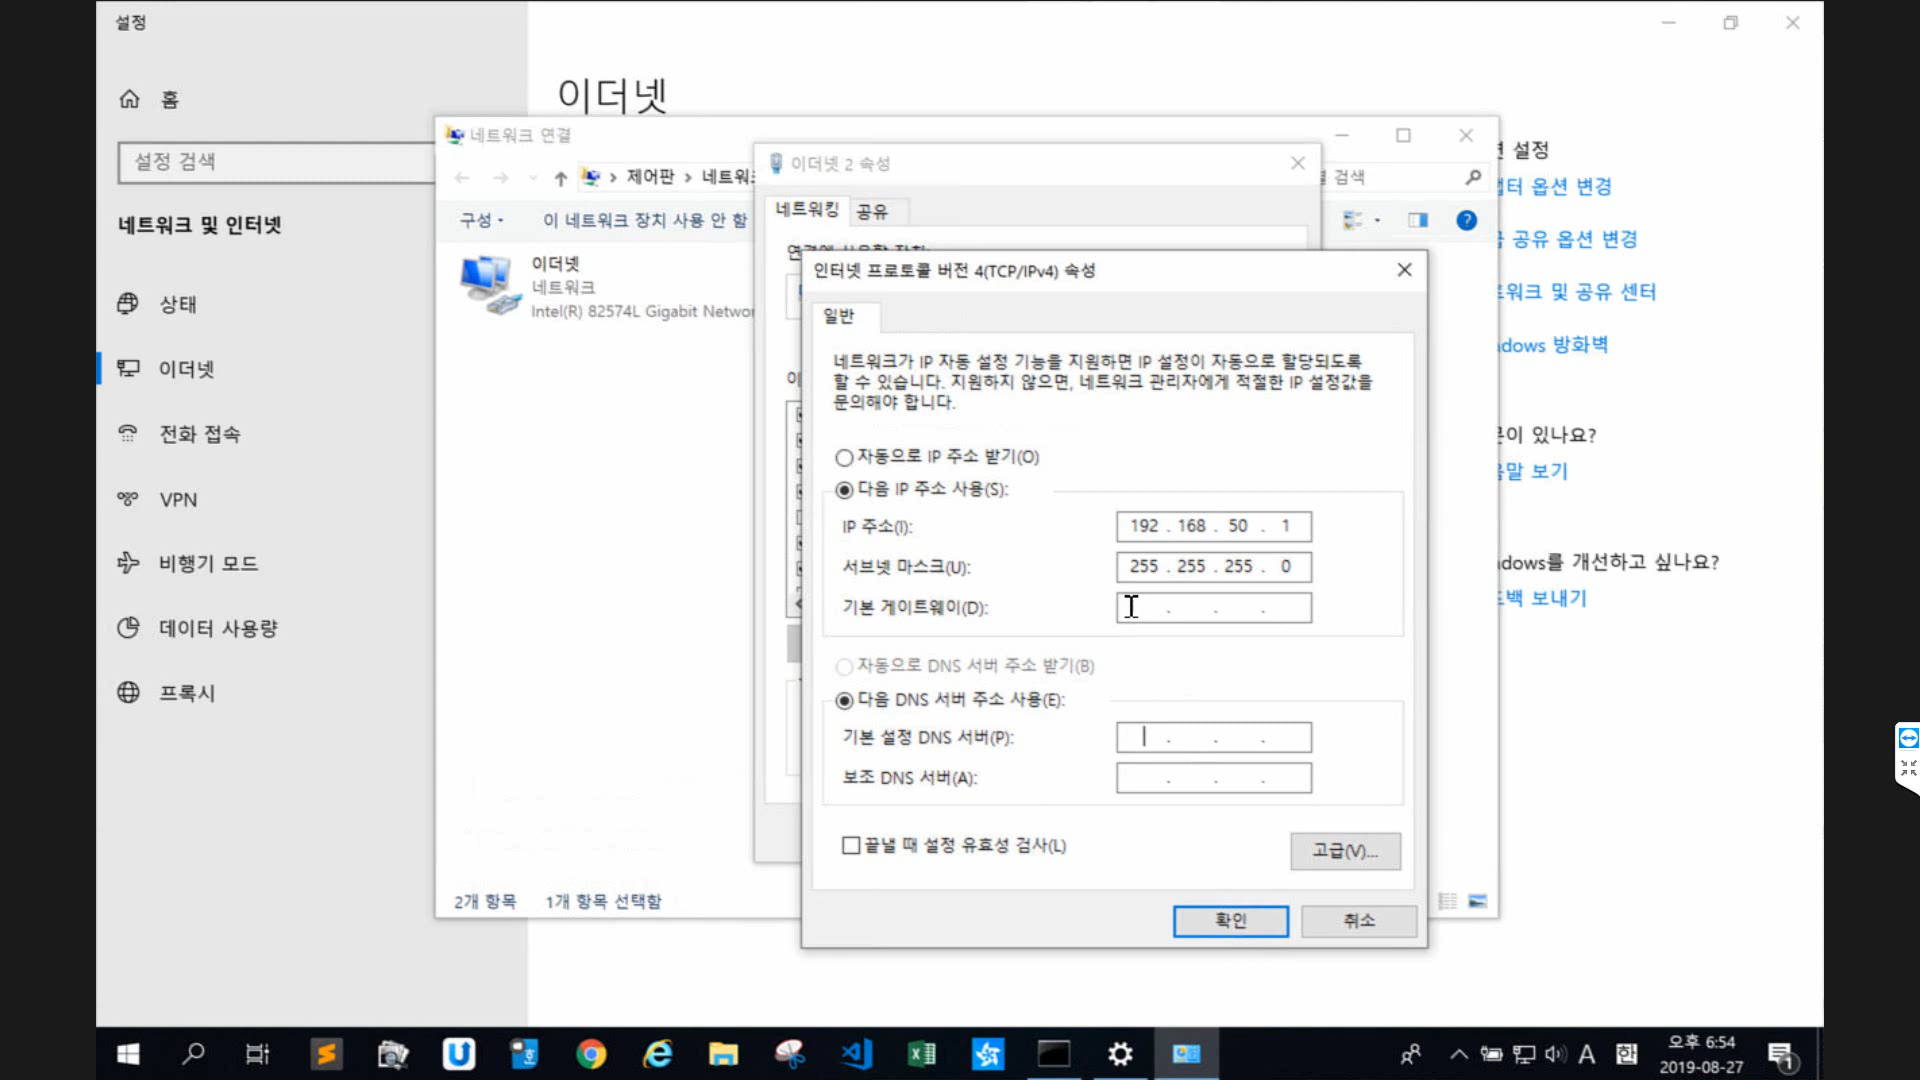 설정
홈
설정 검색
네트워크 및 인터넷
상태
이더넷
전화 접속
VPN
비행기 모드
데이터 사용량
프록시
이더넷
설정
옵션 변경
공유 옵션 변경
및 공유 센터
방화벽
있나요?
보기
개선하고 싶나요?
보내기
네트워크 연결
제어판
검색
구성
이 네트워크 장치 사용 안 함
이더넷
네트워크
Intel(R) 82574L Gigabit
2개 항목
1개 항목 선택함
이더넷 2 속성
네트워킹
공유
인터넷 프로토콜 버전 4(TCP/IPv4) 속성
일반
네트워크가 IP 자동 설정 기능을 지원하면 IP 설정이 자동으로 할당되도록
할 수 있습니다. 지원하지 않으면, 네트워크 관리자에게 적절한 IP 설정값을
문의해야 합니다.
자동으로 IP 주소 받기(O)
다음 IP 주소 사용(S):
IP 주소(I):
192 . 168 . 50 . 1
서브넷 마스크(U):
255 . 255 . 255 . 0
기본 게이트웨이(D):
. . .
자동으로 DNS 서버 주소 받기(B)
다음 DNS 서버 주소 사용(E):
기본 설정 DNS 서버(P):
. . .
보조 DNS 서버(A):
. . .
끝낼 때 설정 유효성 검사(L)
고급(V)...
확인
취소
A
한
오후 6:54
2019-08-27
1